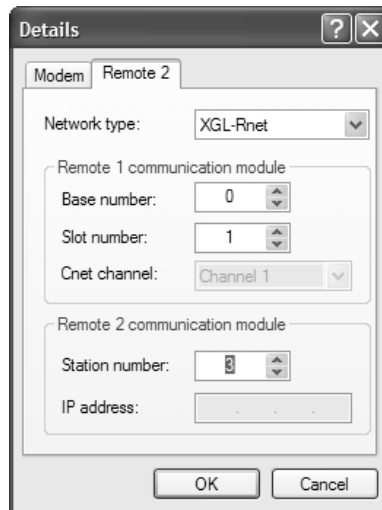 Details
Modem Remote 2
Network type: XGL-Rnet
Remote 1 communication module
Base number: 0
Slot number: 1
Cnet channel: Channel 1
Remote 2 communication module
Station number: 3
IP address: . . .
OK Cancel